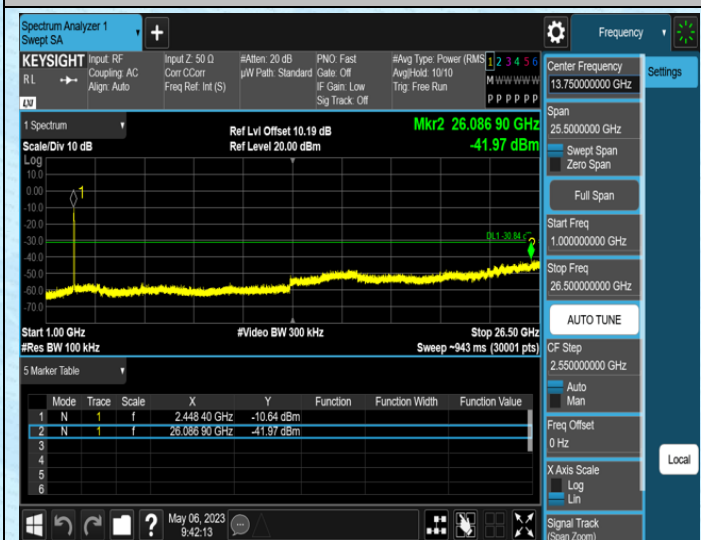 Spectrum Analyzer 1
Swept SA
+
Frequency
KEYSIGHT
RL
LXI
Input: RF
Coupling: AC
Align: Auto
Input Z: 50 Ω
Corr CCorr
Freq Ref: Int (S)
#Atten: 20 dB
µW Path: Standard
PNO: Fast
Gate: Off
IF Gain: Low
Sig Track: Off
#Avg Type: Power (RMS
Avg|Hold: 10/10
Trig: Free Run
1 2 3 4 5 6
M W W W W W
P P P P P P
1 Spectrum
Scale/Div 10 dB
Log
Ref Lvl Offset 10.19 dB
Ref Level 20.00 dBm
Mkr2 26.086 90 GHz
-41.97 dBm
10.0
0.00
-10.0
-20.0
-30.0
-40.0
-50.0
-60.0
-70.0
1
DL1 -30.64 d
2
Start 1.00 GHz
#Res BW 100 kHz
#Video BW 300 kHz
Stop 26.50 GHz
Sweep ~943 ms (30001 pts)
5 Marker Table
Mode Trace Scale X Y Function Function Width Function Value
1 N 1 f 2.448 40 GHz -10.64 dBm
2 N 1 f 26.086 90 GHz -41.97 dBm
3
4
5
6
?
May 06, 2023
9:42:13
Center Frequency
13.750000000 GHz
Settings
Span
25.5000000 GHz
Swept Span
Zero Span
Full Span
Start Freq
1.000000000 GHz
Stop Freq
26.500000000 GHz
AUTO TUNE
CF Step
2.550000000 GHz
Auto
Man
Freq Offset
0 Hz
X Axis Scale
Log
Lin
Local
Signal Track
(Span Zoom)